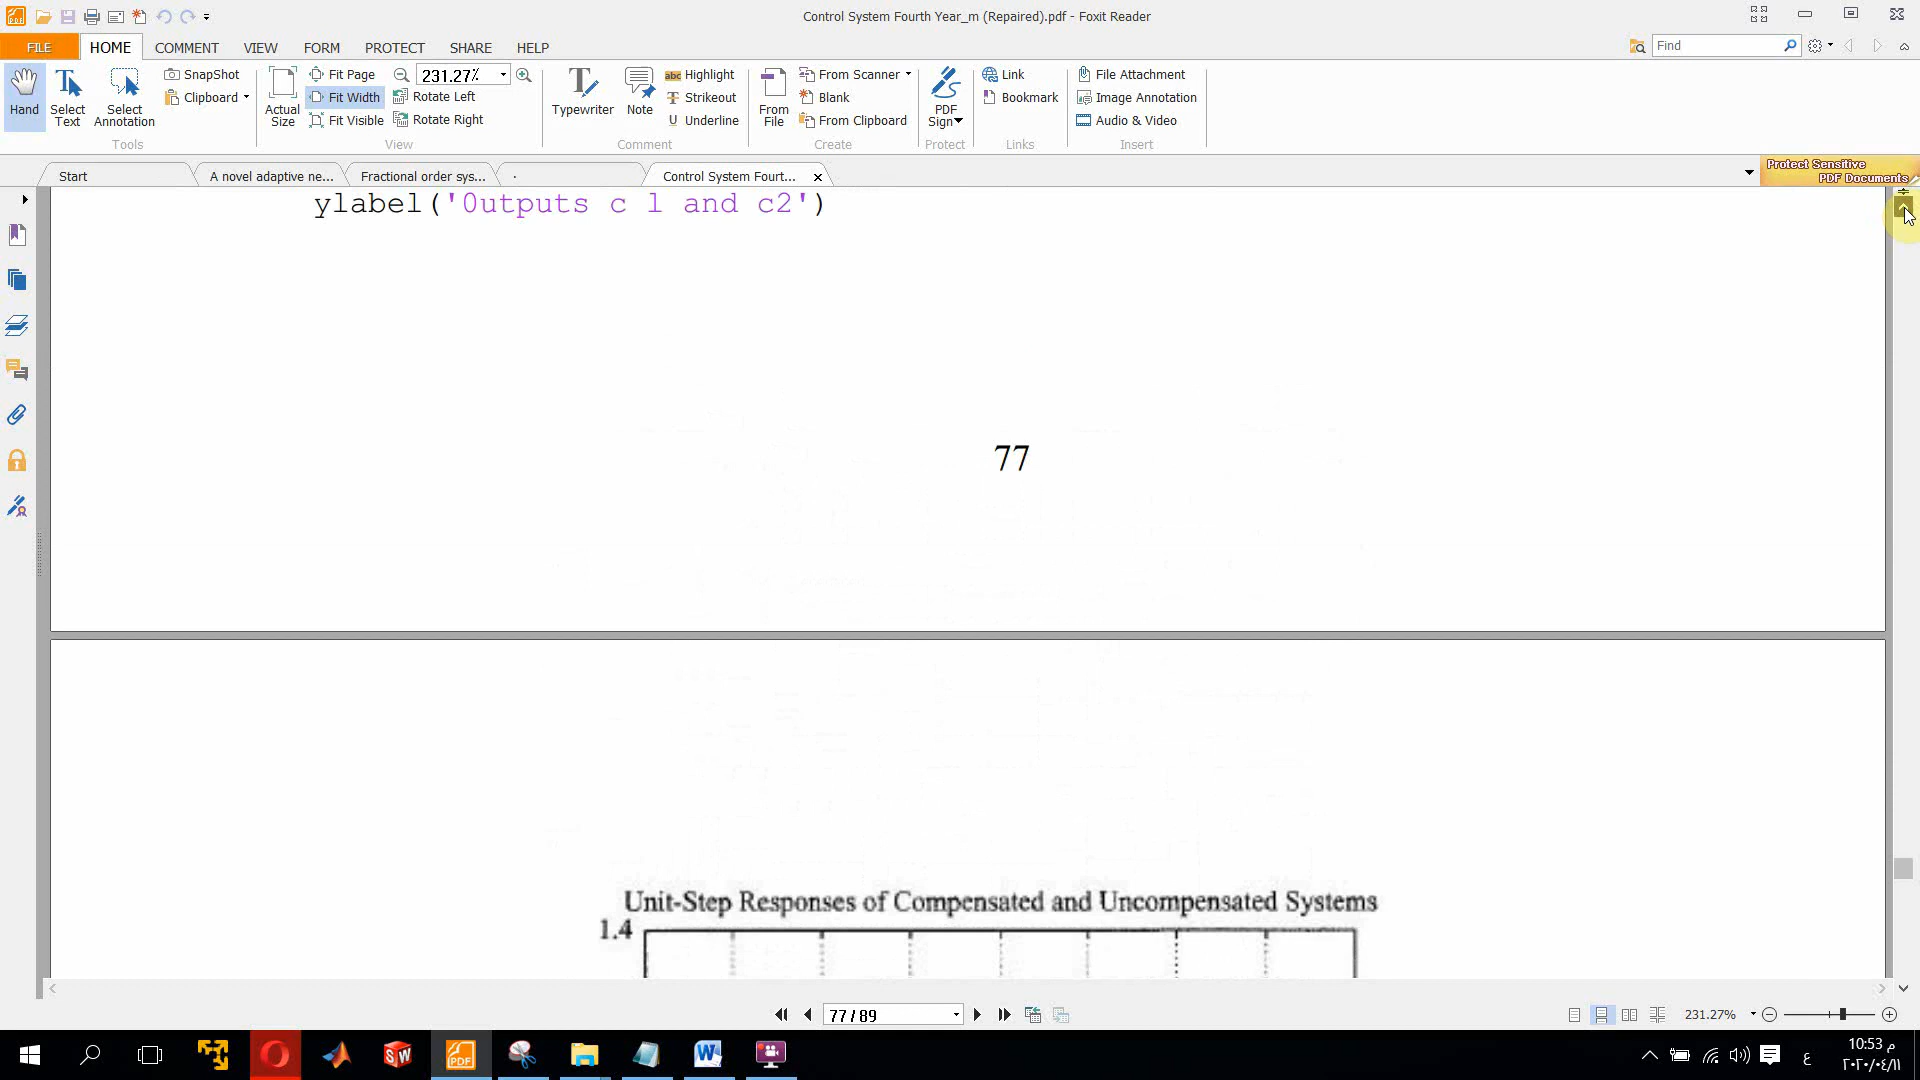 Control System Fourth Year_m (Repaired).pdf - Foxit Reader
FILE HOME COMMENT VIEW FORM PROTECT SHARE HELP
Find
Hand
Select Text
Select Annotation
SnapShot
Clipboard
Tools
Actual Size
Fit Page
Fit Width
Fit Visible
231.27%
Rotate Left
Rotate Right
View
Typewriter
Note
Highlight
Strikeout
Underline
Comment
From File
From Scanner
Blank
From Clipboard
Create
PDF Sign
Protect
Link
Bookmark
Links
File Attachment
Image Annotation
Audio & Video
Insert
Start
A novel adaptive ne...
Fractional order sys...
.
Control System Fourt...
Protect Sensitive
PDF Documents
ylabel('0utputs c l and c2')
77
Unit-Step Responses of Compensated and Uncompensated Systems
1.4
77 / 89
231.27%
ع
10:53 م
٢٠٢٠/٠٤/١١